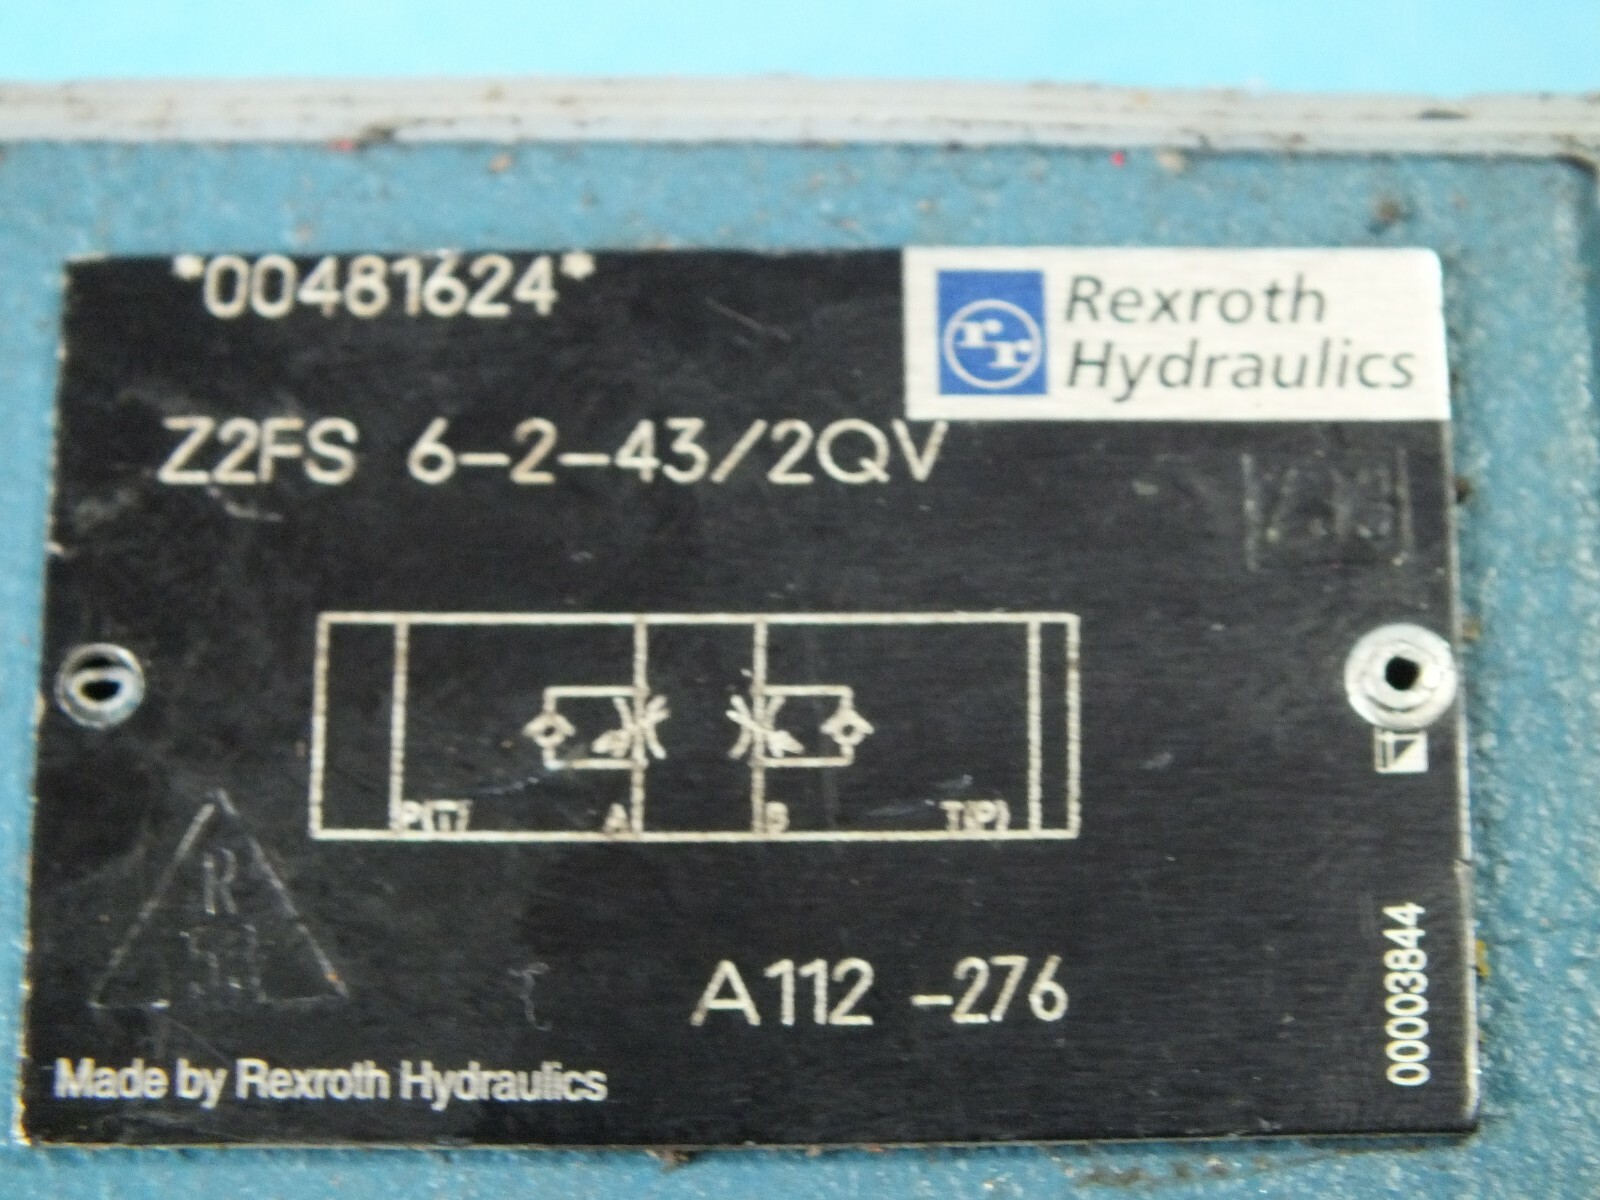 *00481624*
Rexroth
Hydraulics
Z2FS 6-2-43/2QV
P(T) A B T(P)
R
A112 -276
00003844
Made by Rexroth Hydraulics